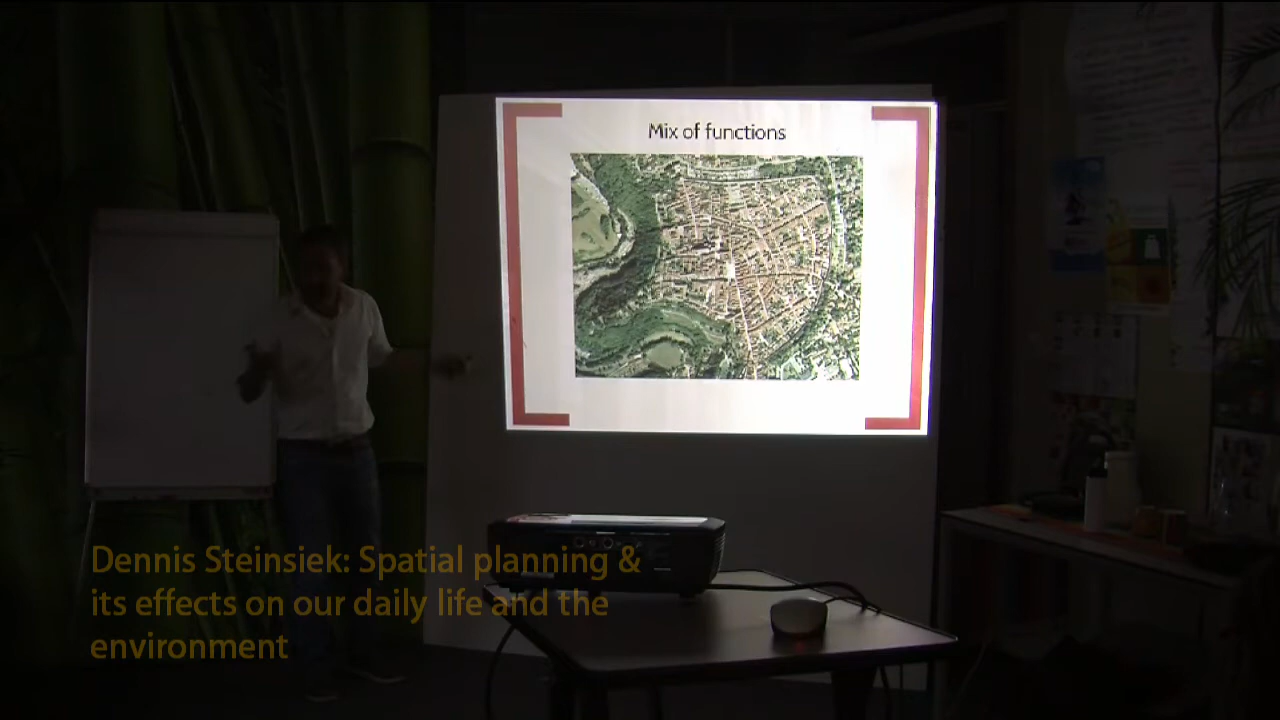 Mix of functions
Dennis Steinsiek: Spatial planning &
its effects on our daily life and the
environment